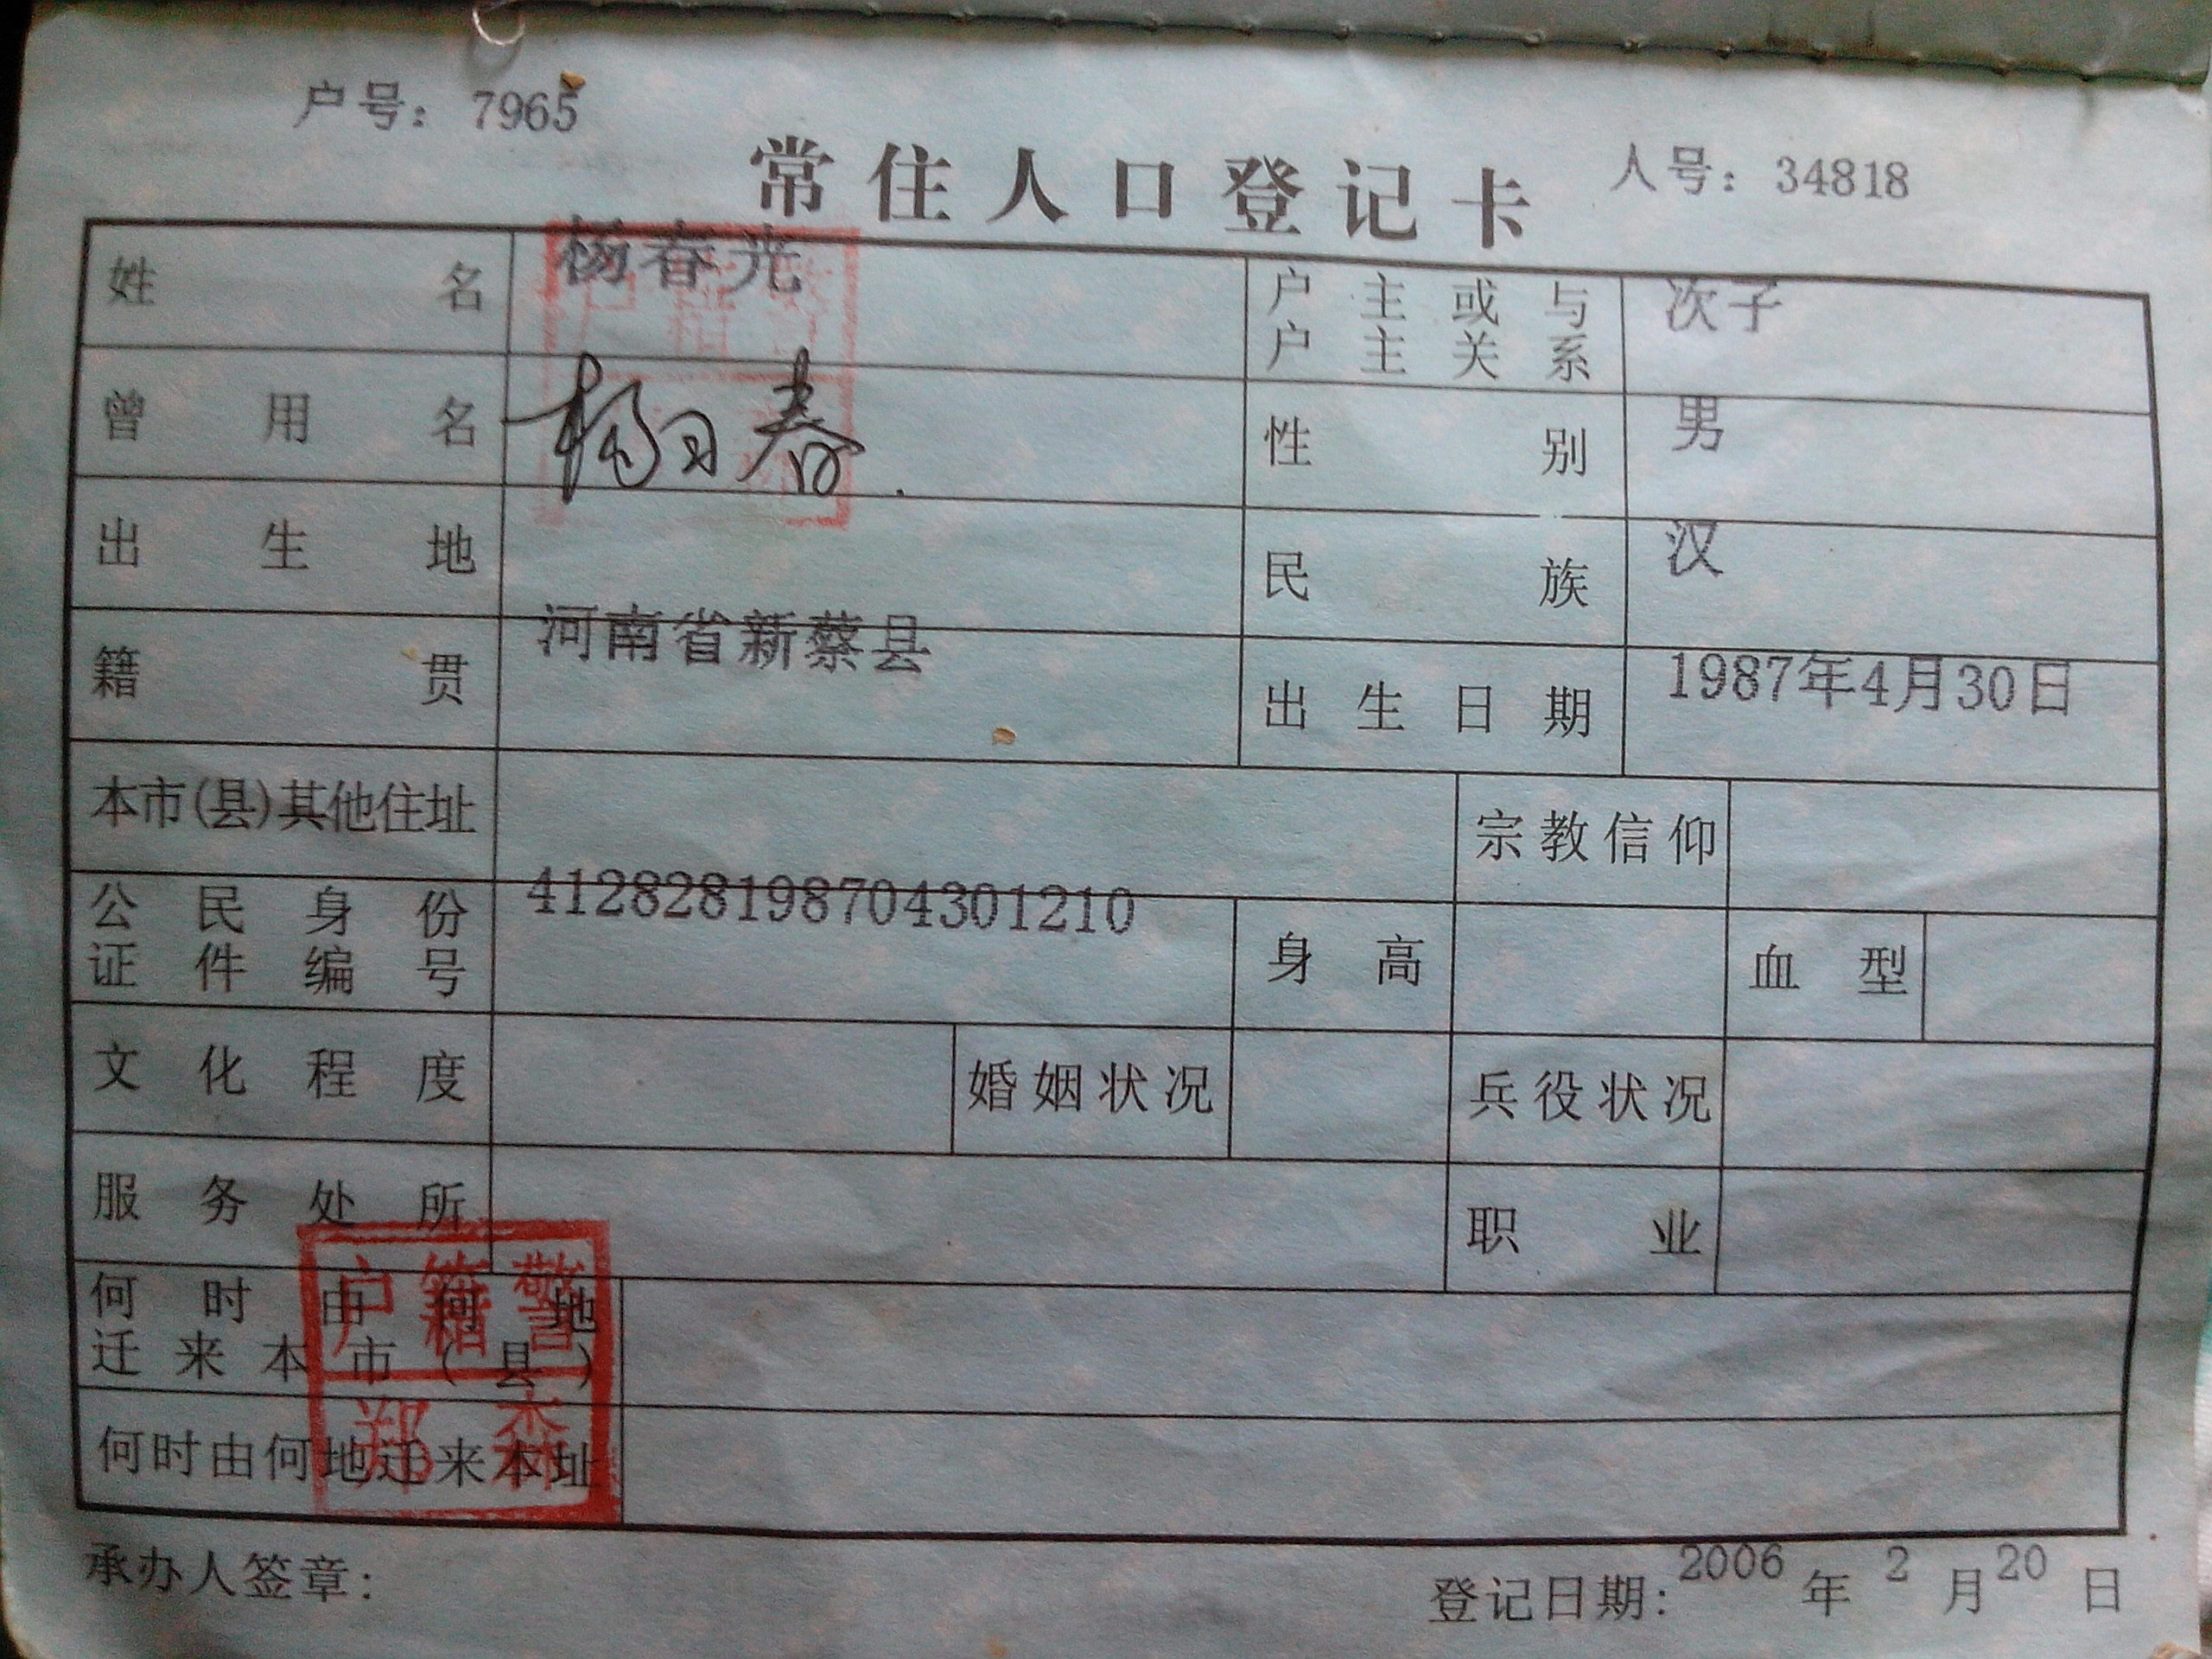 户号: 7965
常住人口登记卡
人号: 34818
姓名 杨春光 户主或与户主关系 次子
曾用名 杨日春. 性别 男
出生地 民族 汉
籍贯 河南省新蔡县 出生日期 1987年4月30日
本市(县)其他住址 宗教信仰
公民身份证件编号 412828198704301210 身高 血型
文化程度 婚姻状况 兵役状况
服务处所 职业
何时由何地迁来本市(县)
何时由何地迁来本址
户籍警
承办人签章:
登记日期: 2006年2月20日